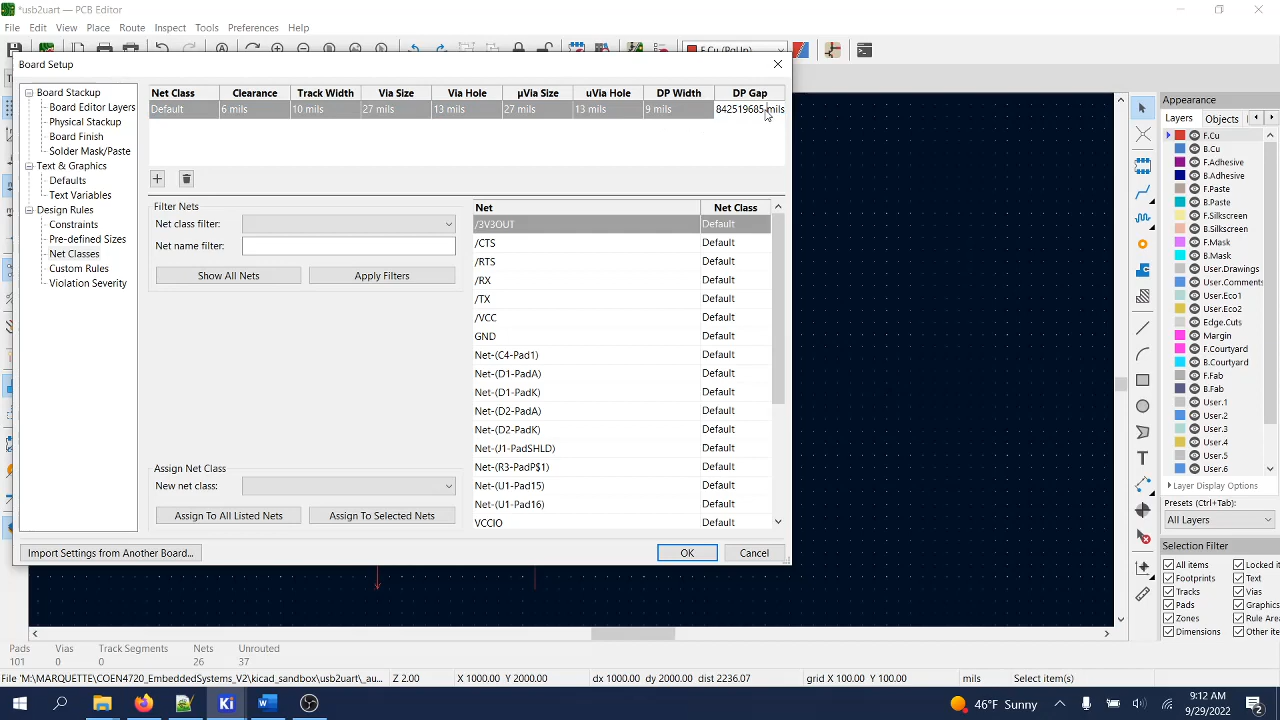 *usb2uart — PCB Editor
File Edit View Place Route Inspect Tools Preferences Help
F.Cu (PgUp)
Board Setup
Board Stackup
Board Editor Layers
Physical Stackup
Board Finish
Solder Mask/Paste
Text & Graphics
Defaults
Text Variables
Design Rules
Constraints
Pre-defined Sizes
Net Classes
Custom Rules
Violation Severity
Net Class Clearance Track Width Via Size Via Hole µVia Size uVia Hole DP Width DP Gap
Default 6 mils 10 mils 27 mils 13 mils 27 mils 13 mils 9 mils 842519685 mils
Filter Nets
Net class filter:
Net name filter:
Show All Nets Apply Filters
Assign Net Class
New net class:
Assign To All Listed Nets Assign To Selected Nets
Net Net Class
/3V3OUT Default
/CTS Default
/RTS Default
/RX Default
/TX Default
/VCC Default
GND Default
Net-(C4-Pad1) Default
Net-(D1-PadA) Default
Net-(D1-PadK) Default
Net-(D2-PadA) Default
Net-(D2-PadK) Default
Net-(J1-PadSHLD) Default
Net-(R3-PadP$1) Default
Net-(U1-Pad15) Default
Net-(U1-Pad16) Default
VCCIO Default
Import Settings from Another Board... OK Cancel
Appearance
Layers Objects
F.Cu
B.Cu
F.Adhesive
B.Adhesive
F.Paste
B.Paste
F.Silkscreen
B.Silkscreen
F.Mask
B.Mask
User.Drawings
User.Comments
User.Eco1
User.Eco2
Edge.Cuts
Margin
F.Courtyard
B.Courtyard
F.Fab
B.Fab
User.1
User.2
User.3
User.4
User.5
User.6
Layer Display Options
Presets (Ctrl+Tab):
All Layers
Selection Filter
All items Locked it
Footprints Text
Tracks Vias
Pads Graphics
Zones Rule Area
Dimensions Other ite
Pads Vias Track Segments Nets Unrouted
101 0 0 26 37
File 'M:\MARQUETTE\COEN4720_EmbeddedSystems_V2\kicad_sandbox\usb2uart\_au... Z 2.00 X 1000.00 Y 2000.00 dx 1000.00 dy 2000.00 dist 2236.07 grid X 100.00 Y 100.00 mils Select item(s)
Ki W 46°F Sunny 9:12 AM
9/29/2022 2